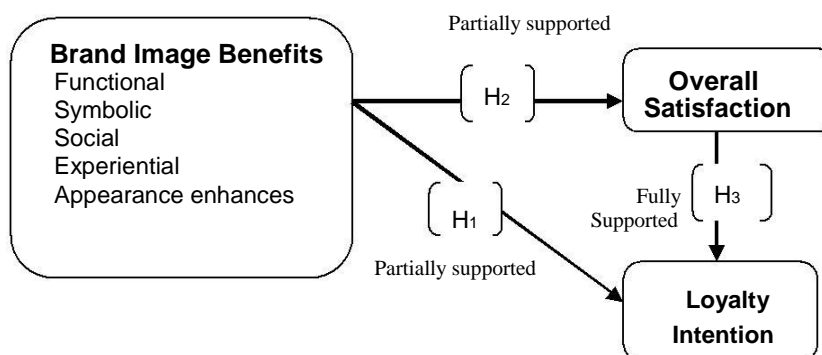 Partially supported
Brand Image Benefits
Functional
Symbolic
Social
Experiential
Appearance enhances
H2
Overall
Satisfaction
H1
Partially supported
Fully
Supported
H3
Loyalty
Intention